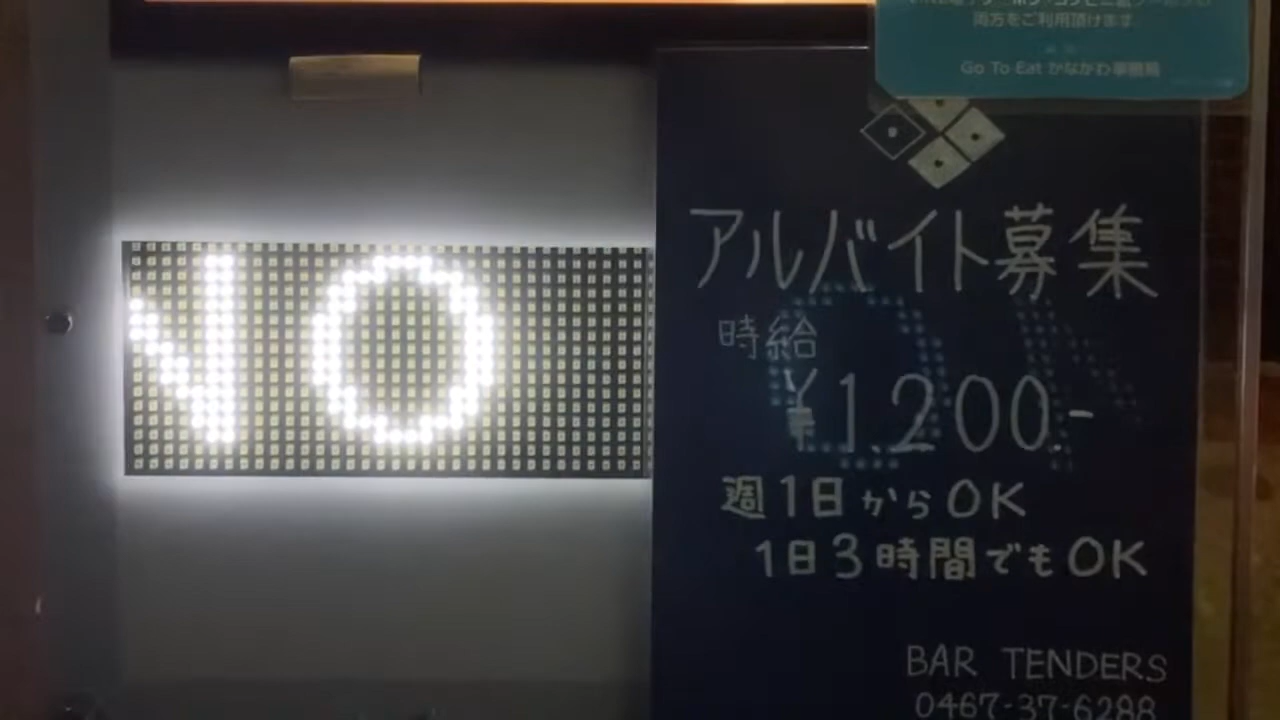 両方をご利用頂けます
Go To Eat かながわ事務局
NO
アルバイト募集
時給
¥1,200-
週1日からOK
1日3時間でもOK
BAR TENDERS
0467-37-6288